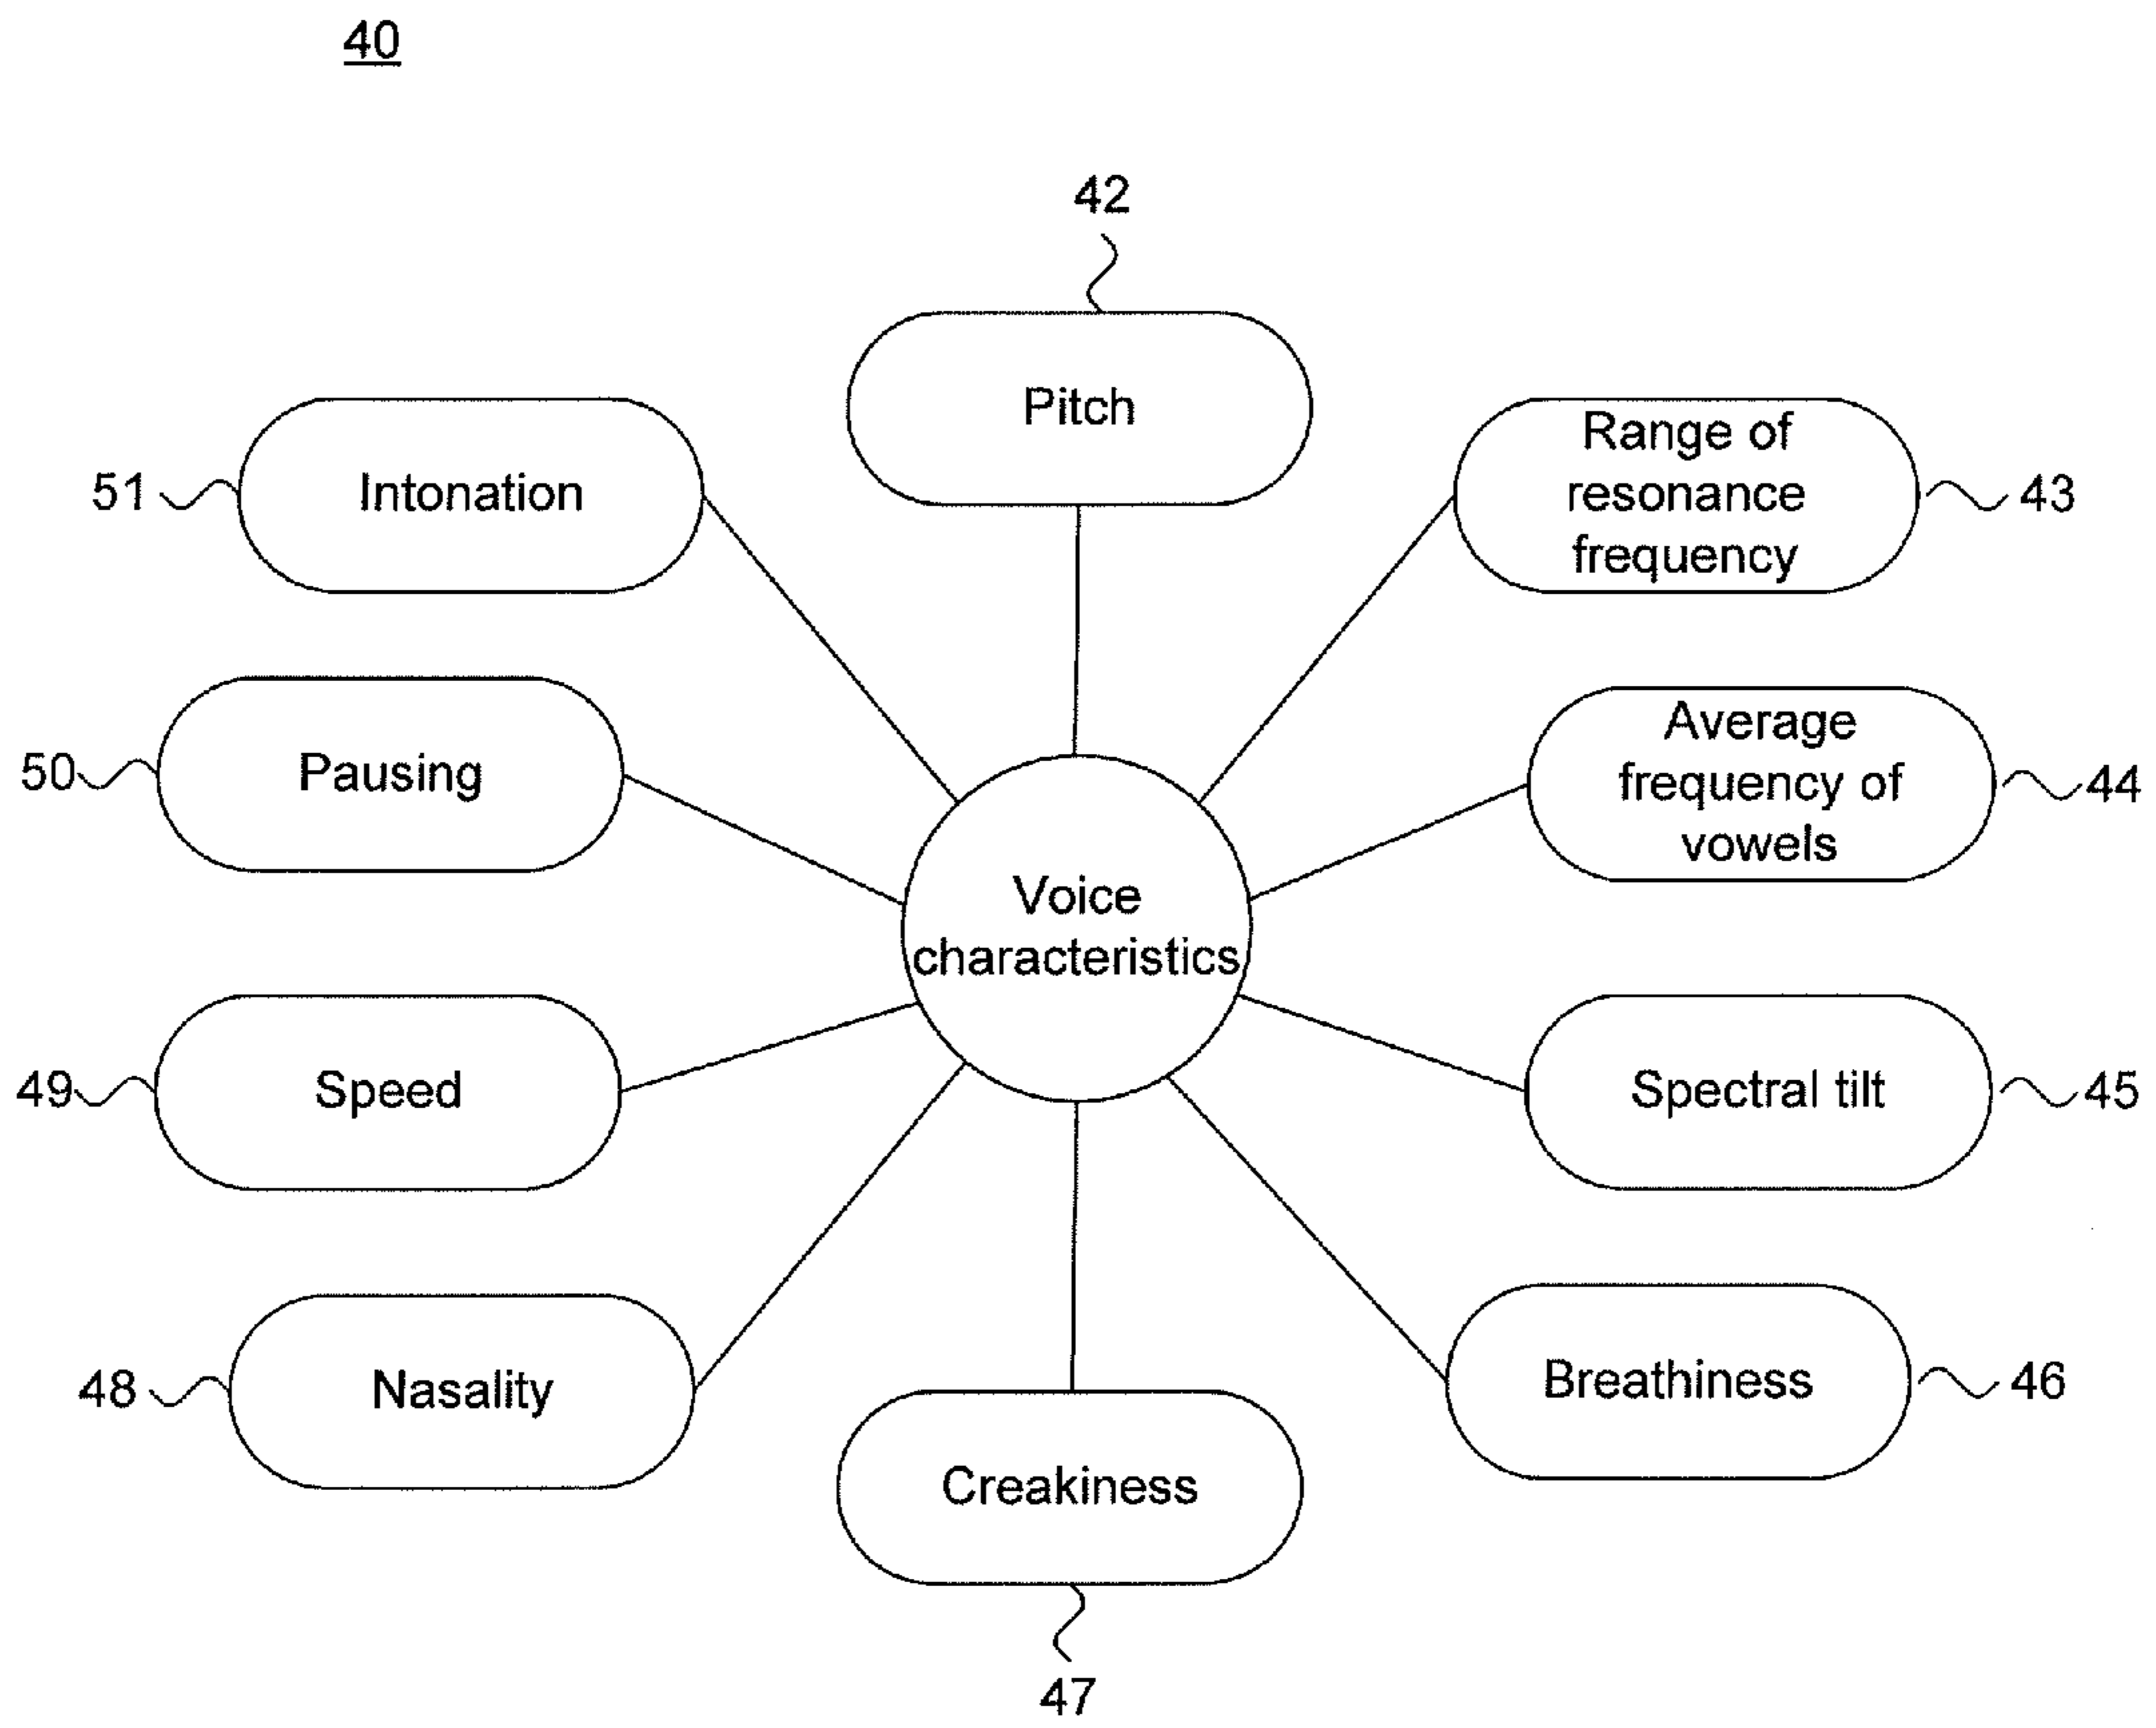 40
42
Pitch
51
Intonation
Range of
resonance
frequency
43
50
Pausing
Average
frequency of
vowels
44
Voice
characteristics
49
Speed
Spectral tilt
45
48
Nasality
Breathiness
46
Creakiness
47